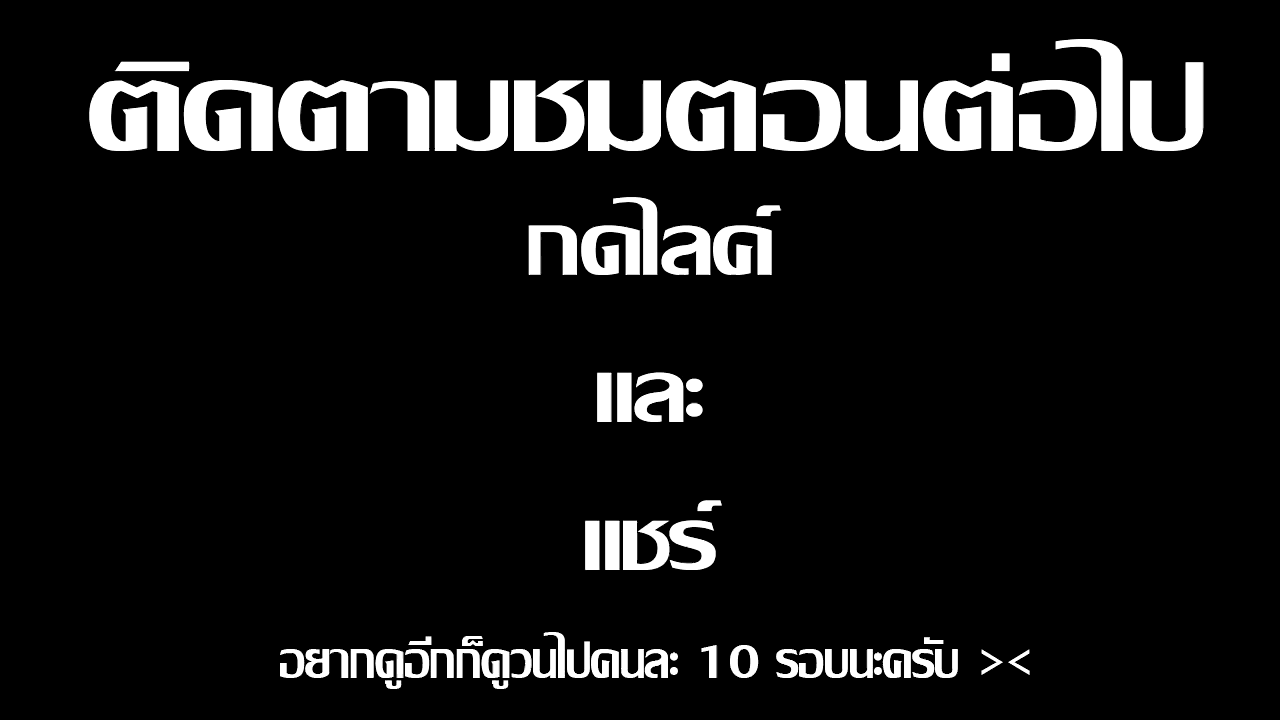 ติดตามชมตอนต่อไป
กดไลค์
และ
แชร์
อยากดูอีกก็ดูวนไปคนละ 10 รอบนะครับ ><